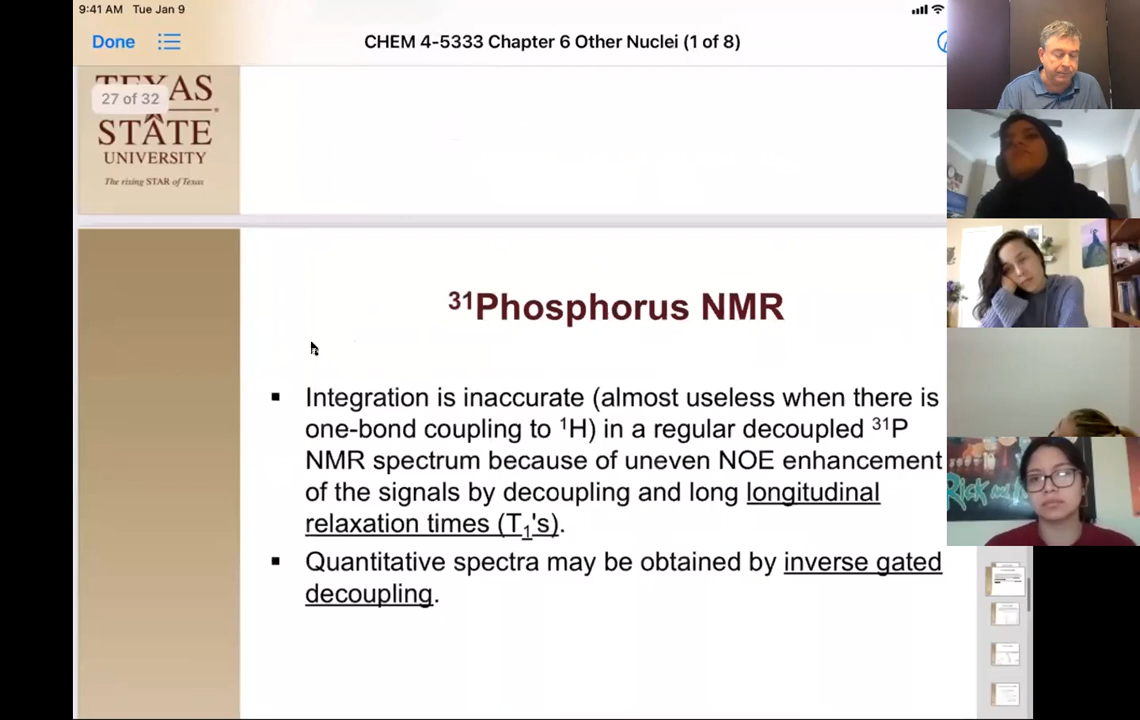 9:41 AM Tue Jan 9
Done
CHEM 4-5333 Chapter 6 Other Nuclei (1 of 8)
TEXAS
27 of 32
STATE
UNIVERSITY
The rising STAR of Texas
³¹Phosphorus NMR
▪ Integration is inaccurate (almost useless when there is
one-bond coupling to ¹H) in a regular decoupled ³¹P
NMR spectrum because of uneven NOE enhancement
of the signals by decoupling and long longitudinal
relaxation times (T₁'s).
▪ Quantitative spectra may be obtained by inverse gated
decoupling.
Rick and